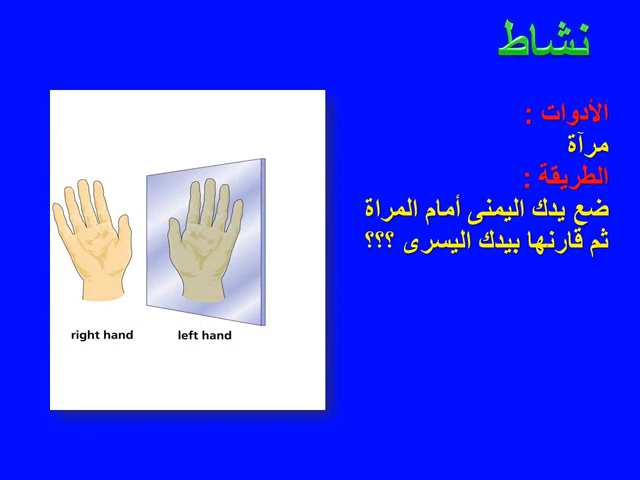 نشاط
الأدوات :
مرآة
الطريقة :
ضع يدك اليمنى أمام المراة
ثم قارنها بيدك اليسرى ؟؟؟
right hand
left hand